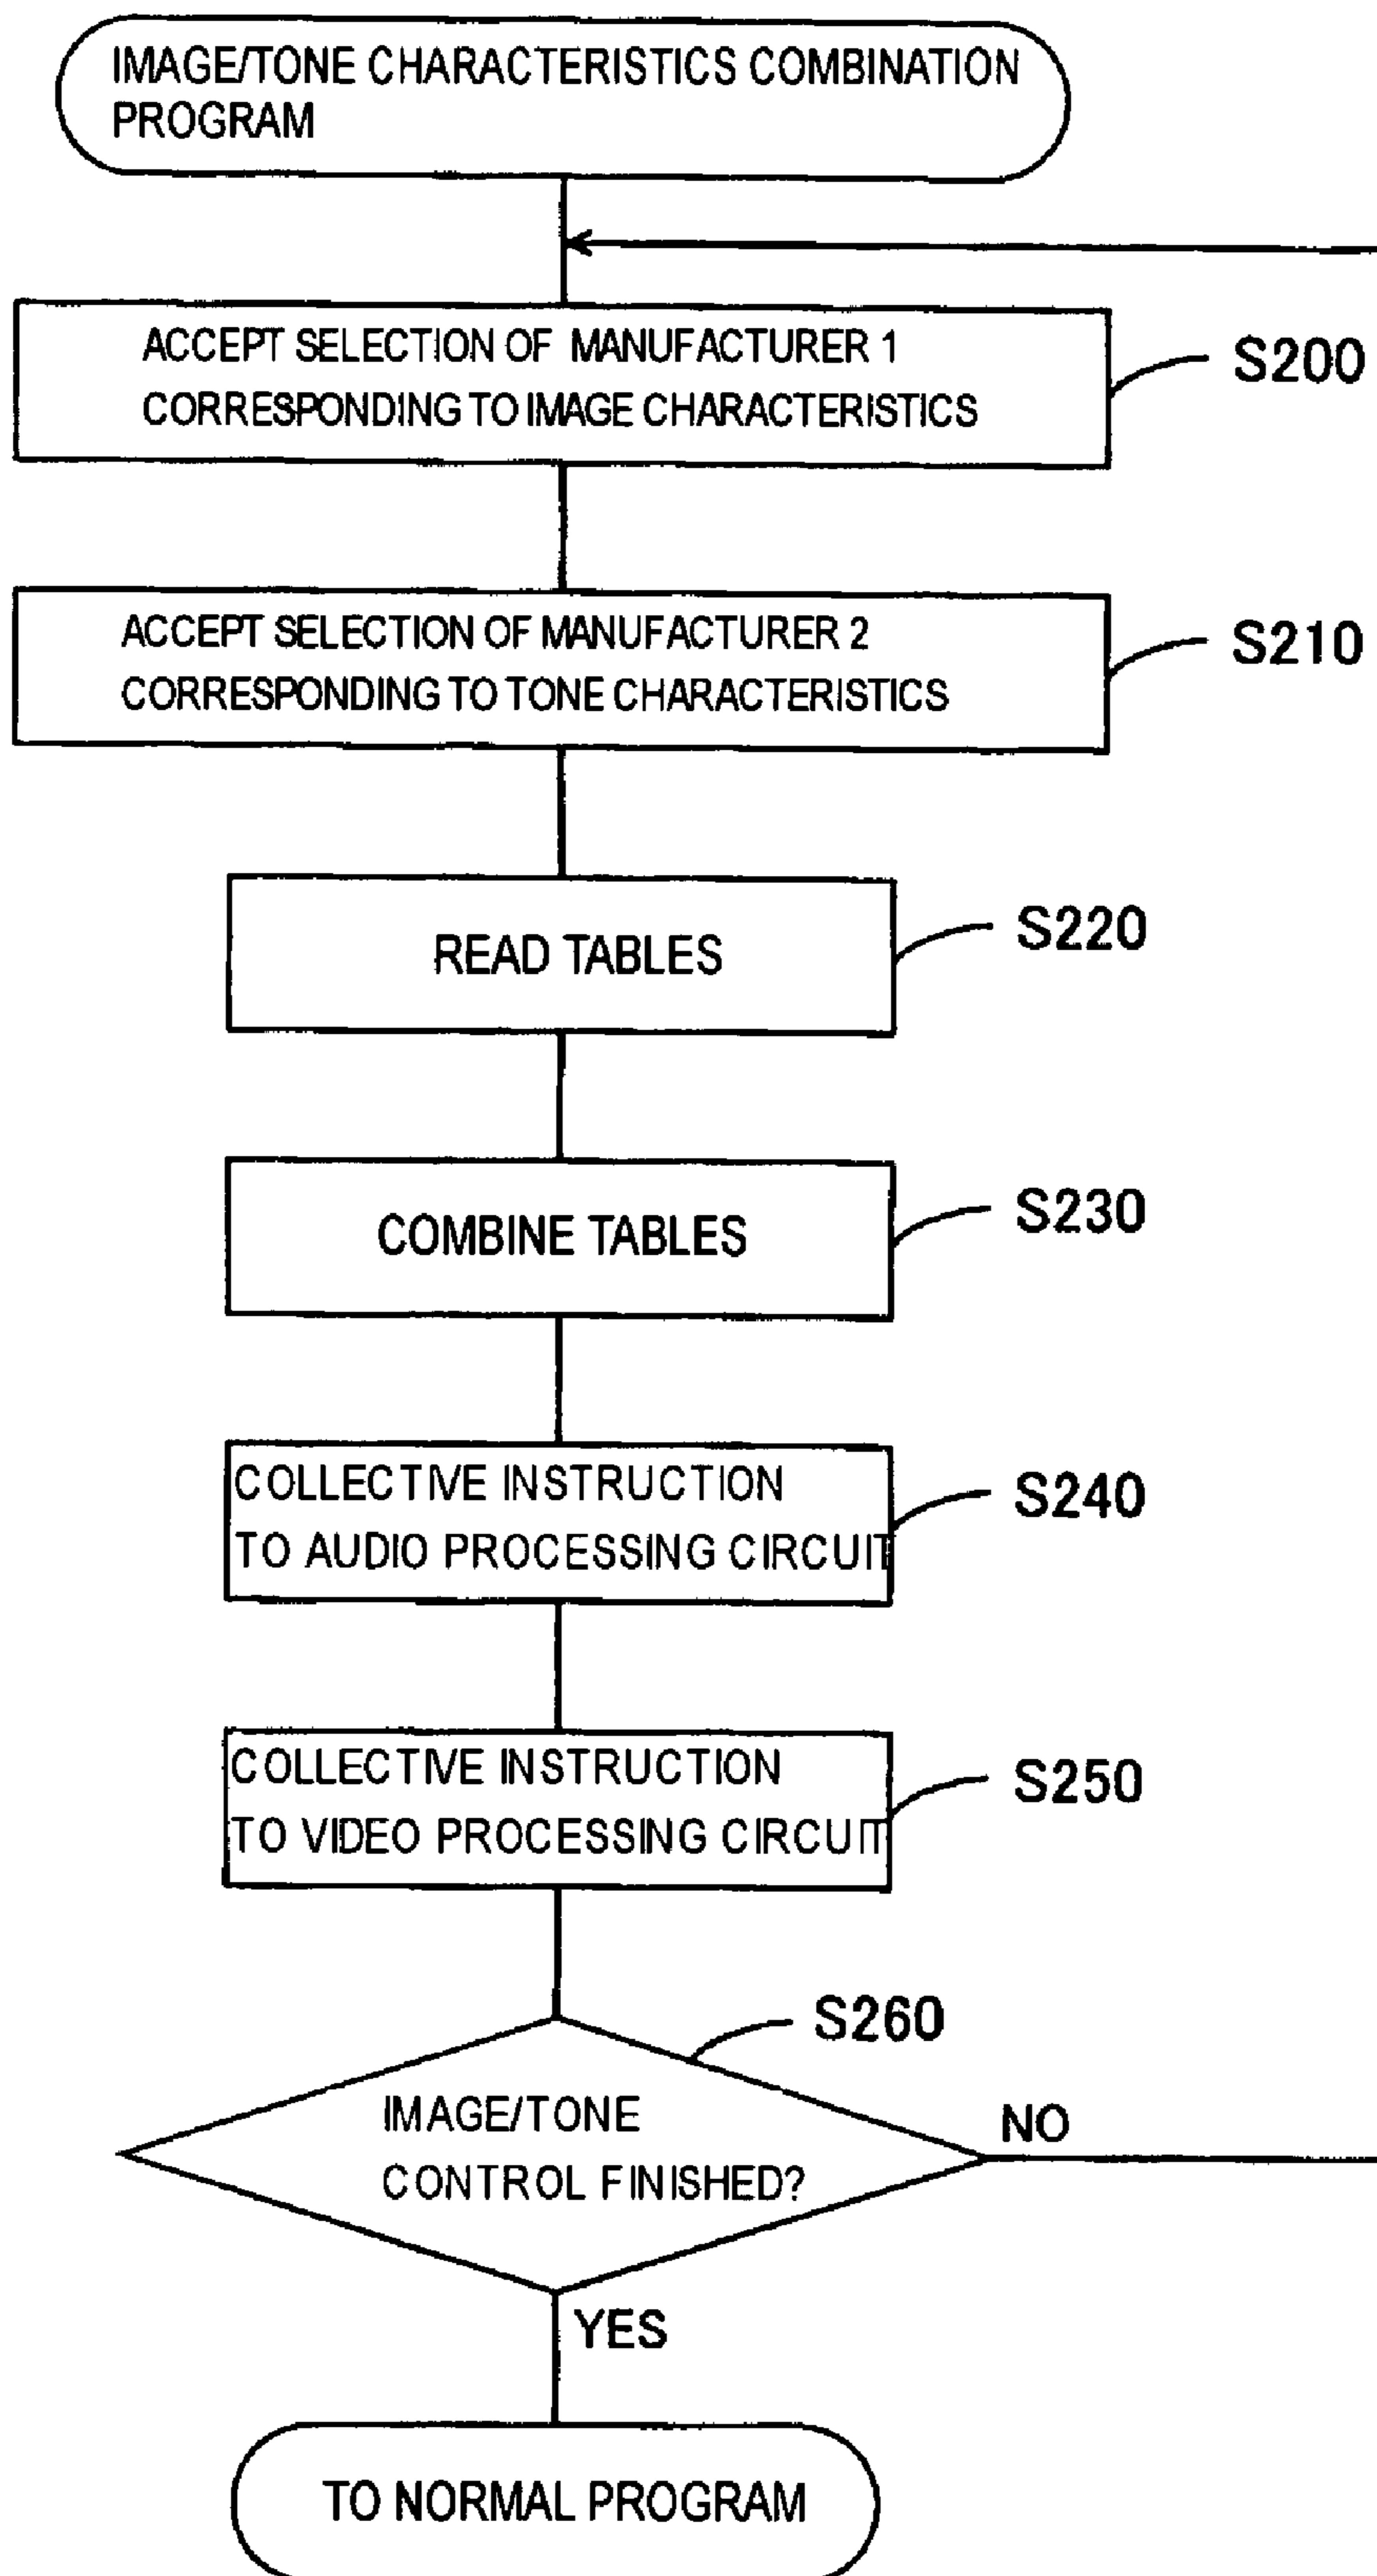 IMAGE/TONE CHARACTERISTICS COMBINATION
PROGRAM
ACCEPT SELECTION OF MANUFACTURER 1
CORRESPONDING TO IMAGE CHARACTERISTICS
S200
ACCEPT SELECTION OF MANUFACTURER 2
CORRESPONDING TO TONE CHARACTERISTICS
S210
READ TABLES
S220
COMBINE TABLES
S230
COLLECTIVE INSTRUCTION
TO AUDIO PROCESSING CIRCUIT
S240
COLLECTIVE INSTRUCTION
TO VIDEO PROCESSING CIRCUIT
S250
S260
IMAGE/TONE
CONTROL FINISHED?
NO
YES
TO NORMAL PROGRAM